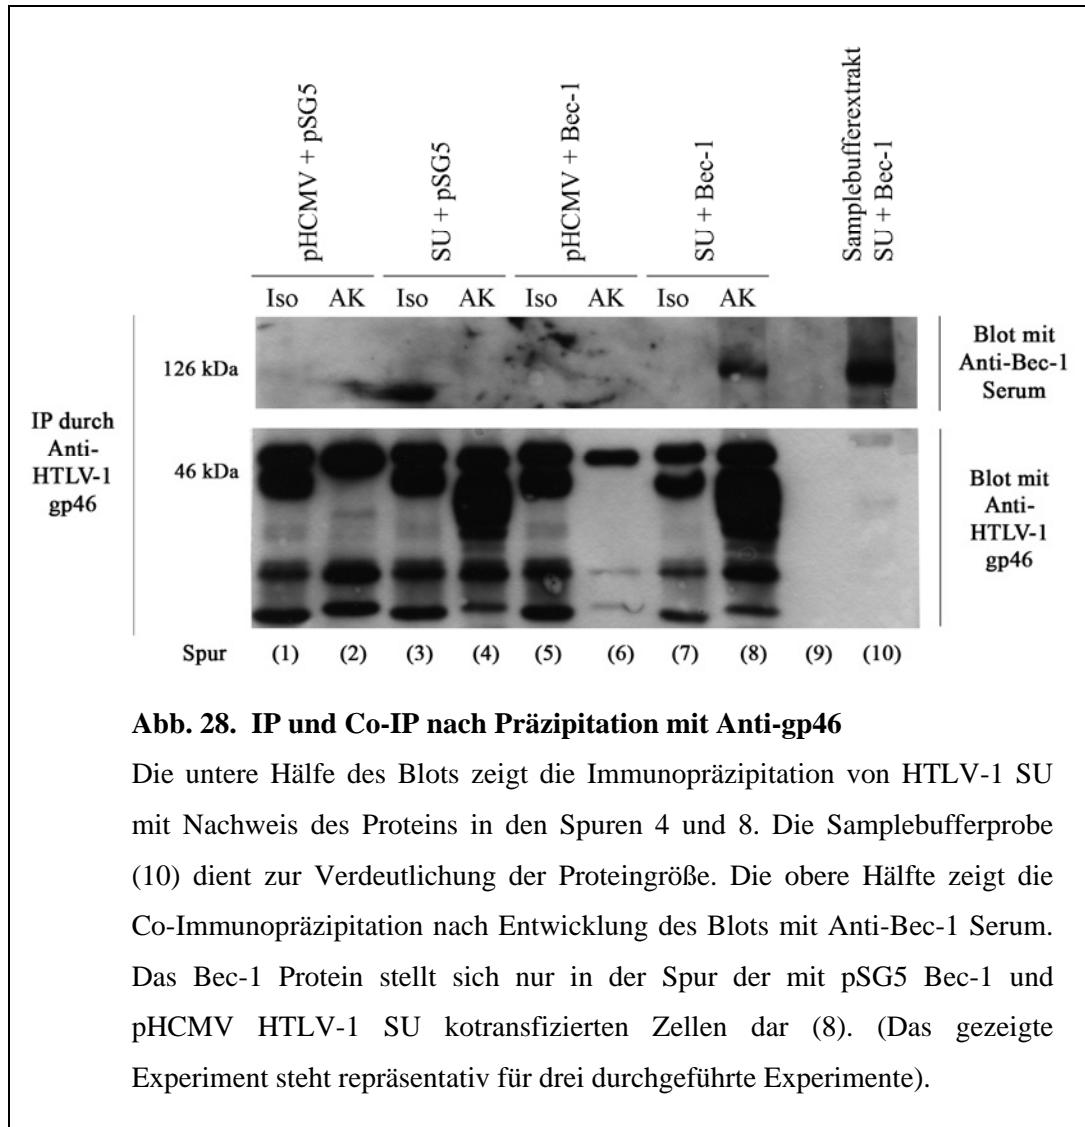 pHCMV + pSG5
SU + pSG5
pHCMV + Bec-1
SU + Bec-1
Samplebufferextrakt
SU + Bec-1
Iso AK Iso AK Iso AK Iso AK
126 kDa
Blot mit
Anti-Bec-1
Serum
IP durch
Anti-
HTLV-1
gp46
46 kDa
Blot mit
Anti-
HTLV-1
gp46
Spur (1) (2) (3) (4) (5) (6) (7) (8) (9) (10)
Abb. 28. IP und Co-IP nach Präzipitation mit Anti-gp46
Die untere Hälfte des Blots zeigt die Immunopräzipitation von HTLV-1 SU
mit Nachweis des Proteins in den Spuren 4 und 8. Die Samplebufferprobe
(10) dient zur Verdeutlichung der Proteingröße. Die obere Hälfte zeigt die
Co-Immunopräzipitation nach Entwicklung des Blots mit Anti-Bec-1 Serum.
Das Bec-1 Protein stellt sich nur in der Spur der mit pSG5 Bec-1 und
pHCMV HTLV-1 SU kotransfizierten Zellen dar (8). (Das gezeigte
Experiment steht repräsentativ für drei durchgeführte Experimente).